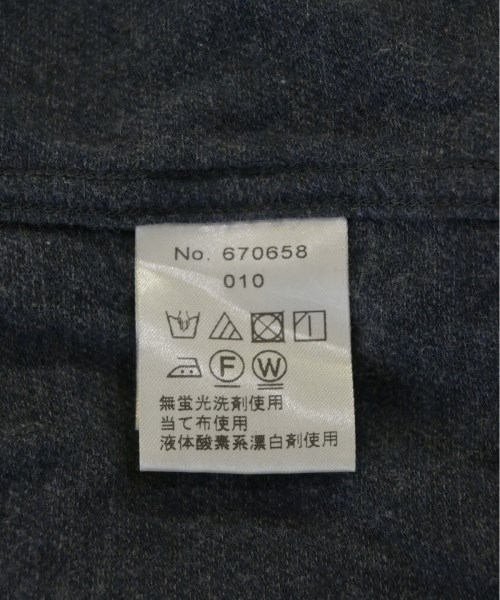 No. 670658
010
F W
無蛍光洗剤使用
当て布使用
液体酸素系漂白剤使用